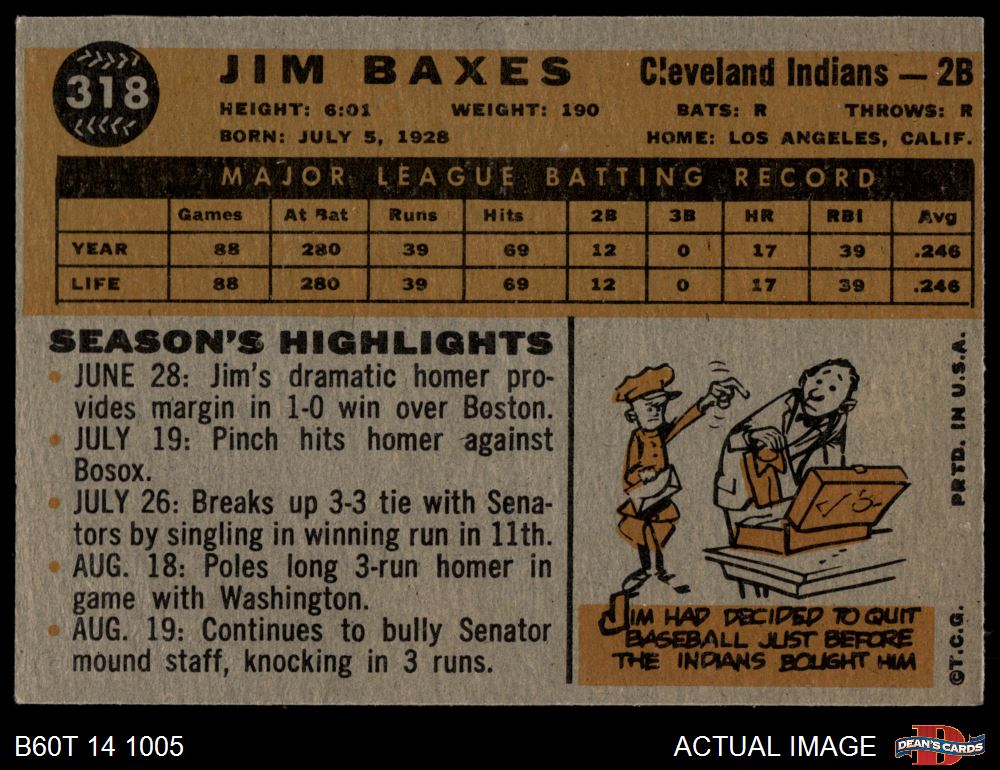 318
JIM BAXES
Cleveland Indians — 2B
HEIGHT: 6:01 WEIGHT: 190 BATS: R THROWS: R
BORN: JULY 5, 1928 HOME: LOS ANGELES, CALIF.
MAJOR LEAGUE BATTING RECORD
Games At Bat Runs Hits 2B 3B HR RBI Avg
YEAR 88 280 39 69 12 0 17 39 .246
LIFE 88 280 39 69 12 0 17 39 .246
SEASON'S HIGHLIGHTS
• JUNE 28: Jim's dramatic homer pro-
vides margin in 1-0 win over Boston.
• JULY 19: Pinch hits homer against
Bosox.
• JULY 26: Breaks up 3-3 tie with Sena-
tors by singling in winning run in 11th.
• AUG. 18: Poles long 3-run homer in
game with Washington.
• AUG. 19: Continues to bully Senator
mound staff, knocking in 3 runs.
JIM HAD DECIDED TO QUIT
BASEBALL JUST BEFORE
THE INDIANS BOUGHT HIM
©T.C.G. PRTD. IN U.S.A.
B60T 14 1005
ACTUAL IMAGE
D
DEAN'S CARDS